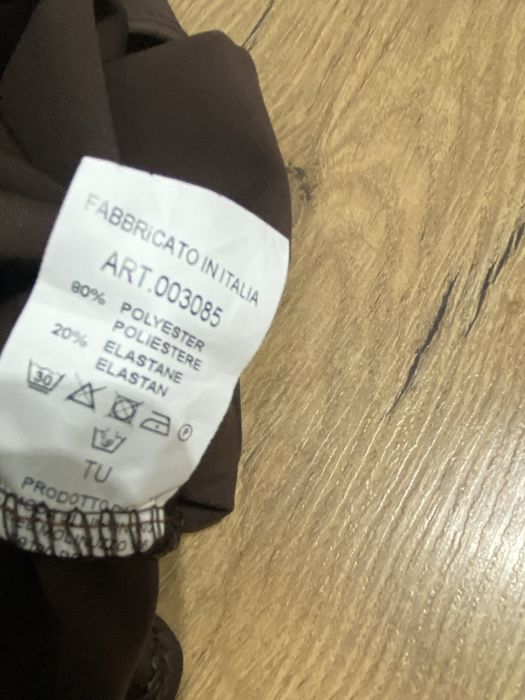 FABBRICATO IN ITALIA
ART.003085
80% POLYESTER
POLIESTERE
20% ELASTANE
ELASTAN
30
P
TU
PRODOTTO